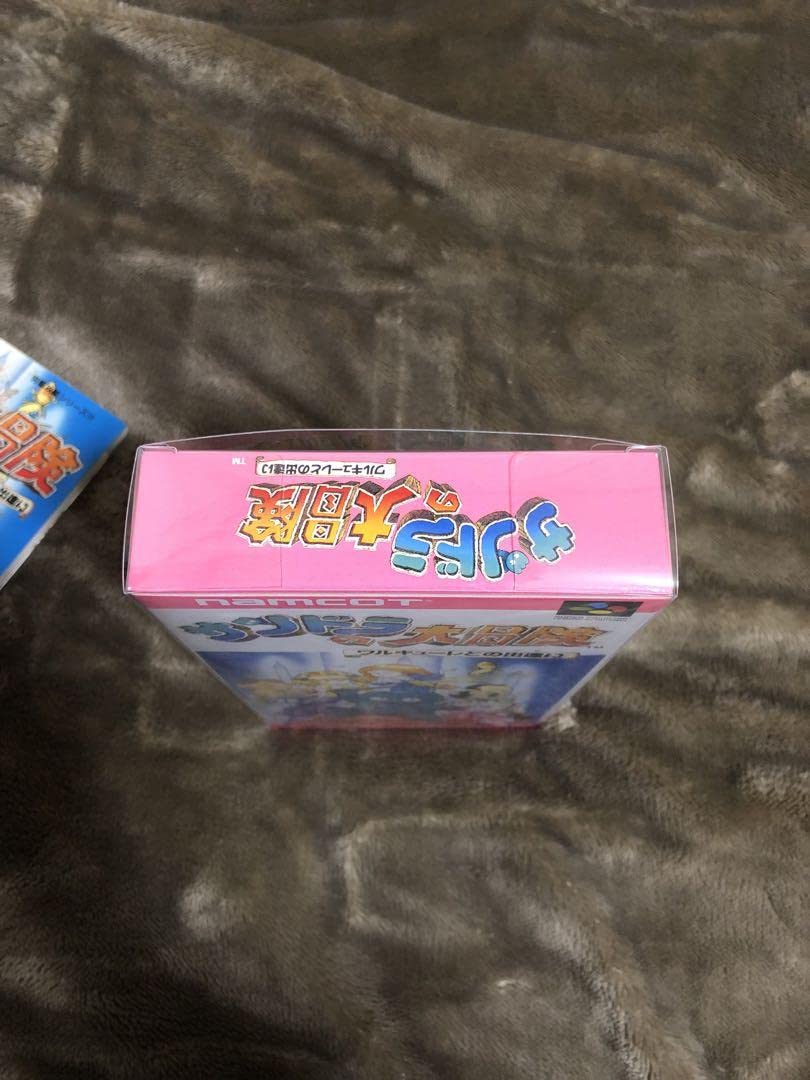 サンドラの大冒険
ワルキューレとの出逢い
TM
namcot
サンドラの大冒険
ワルキューレとの出逢い
冒険